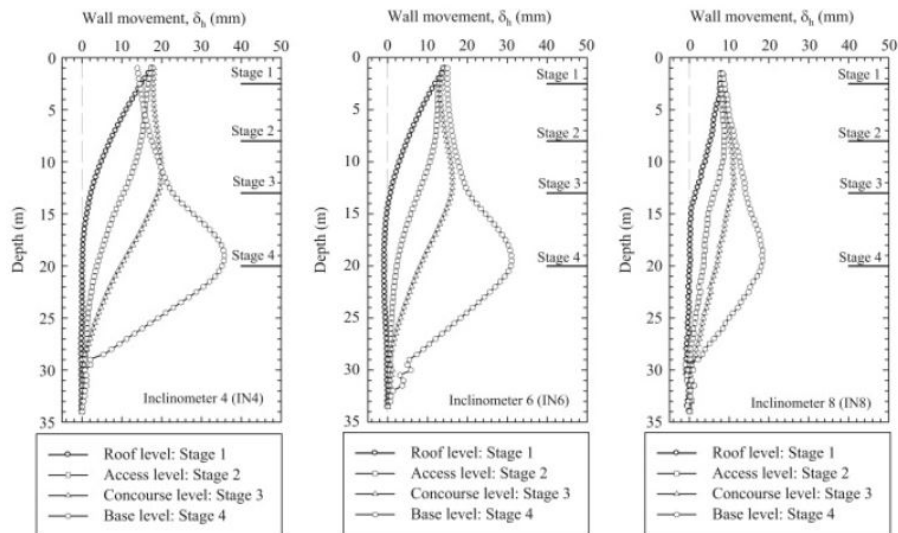 Wall movement, δh (mm)
0 10 20 30 40 50
0
5
10
15
20
25
30
35
Depth (m)
Stage 1
Stage 2
Stage 3
Stage 4
Inclinometer 4 (IN4)
Roof level: Stage 1
Access level: Stage 2
Concourse level: Stage 3
Base level: Stage 4
Wall movement, δh (mm)
0 10 20 30 40 50
0
5
10
15
20
25
30
35
Depth (m)
Stage 1
Stage 2
Stage 3
Stage 4
Inclinometer 6 (IN6)
Roof level: Stage 1
Access level: Stage 2
Concourse level: Stage 3
Base level: Stage 4
Wall movement, δh (mm)
0 10 20 30 40 50
0
5
10
15
20
25
30
35
Depth (m)
Stage 1
Stage 2
Stage 3
Stage 4
Inclinometer 8 (IN8)
Roof level: Stage 1
Access level: Stage 2
Concourse level: Stage 3
Base level: Stage 4